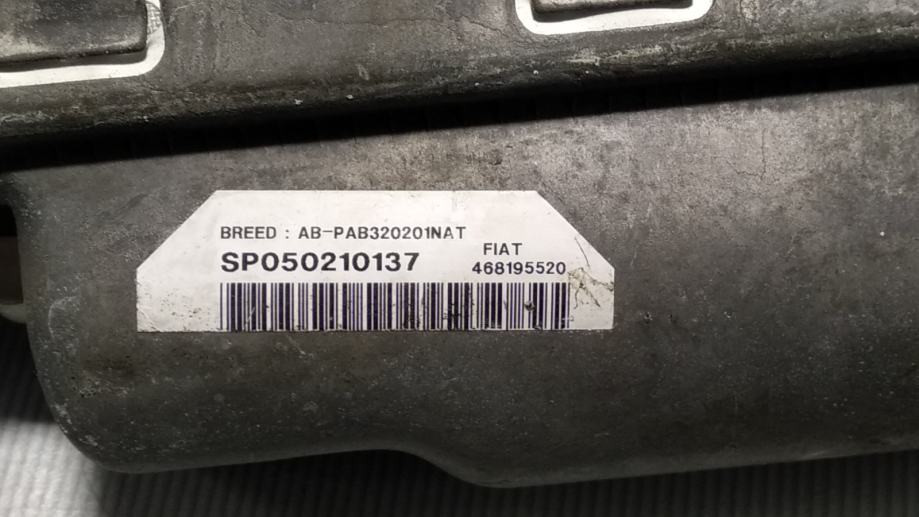 BREED : AB-PAB320201NAT
FIAT
SP050210137 468195520